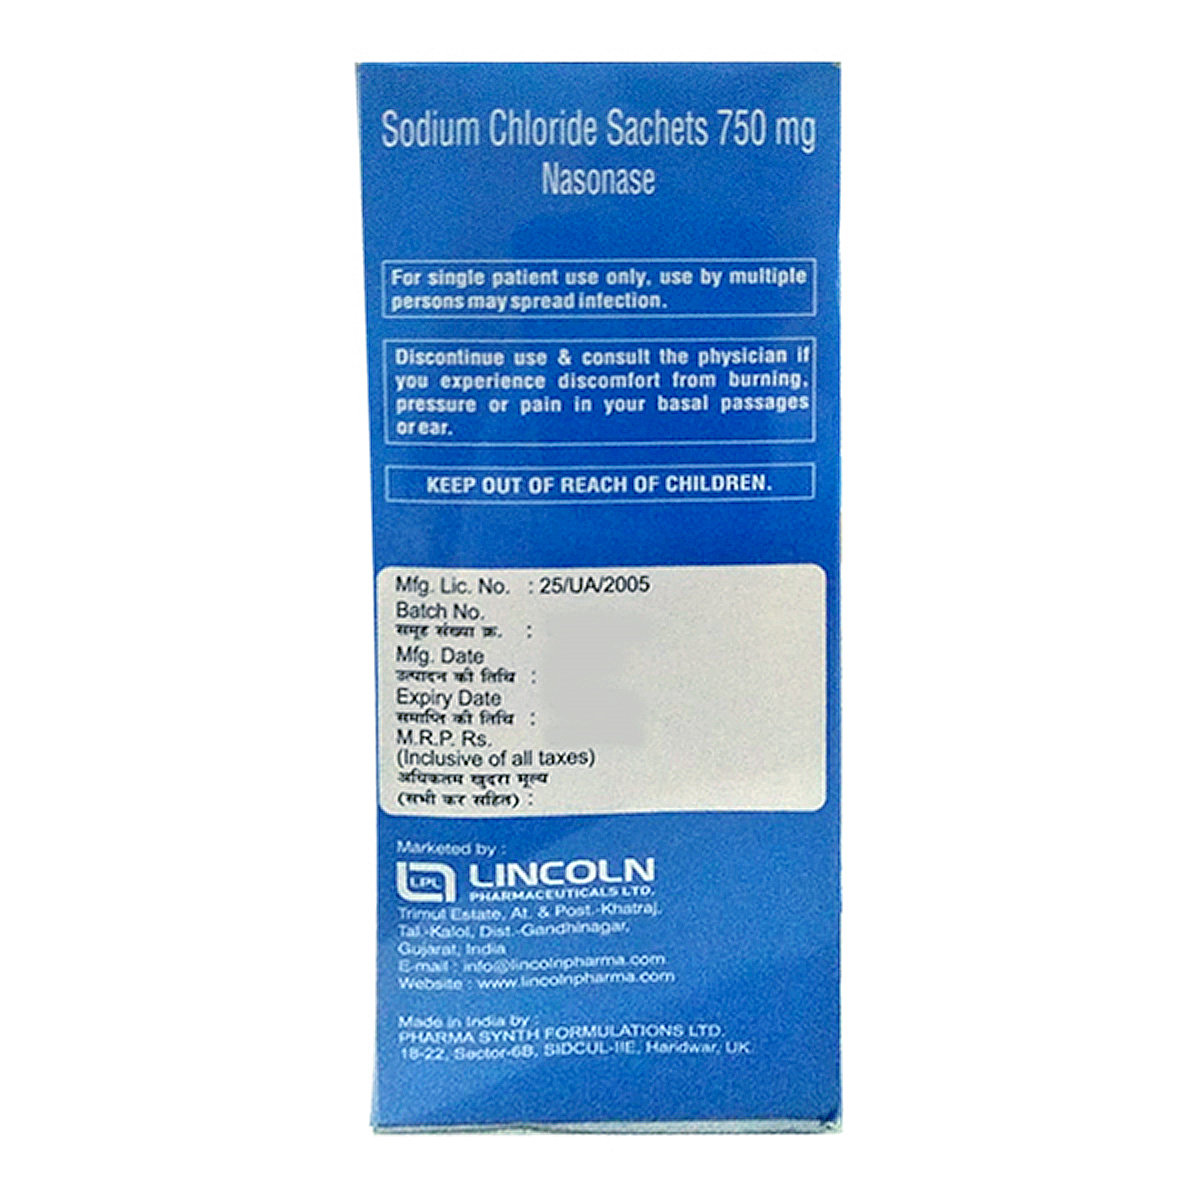 Sodium Chloride Sachets 750 mg
Nasonase
For single patient use only, use by multiple
persons may spread infection.
Discontinue use & consult the physician if
you experience discomfort from burning,
pressure or pain in your basal passages
or ear.
KEEP OUT OF REACH OF CHILDREN.
Mfg. Lic. No. : 25/UA/2005
Batch No.
समूह संख्या क्र. :
Mfg. Date
उत्पादन की तिथि :
Expiry Date
समाप्ति की तिथि :
M.R.P. Rs.
(Inclusive of all taxes)
अधिकतम खुदरा मूल्य
(सभी कर सहित) :
Marketed by :
LPL LINCOLN
PHARMACEUTICALS LTD.
Trimul Estate, At. & Post.-Khatraj,
Tal.-Kalol, Dist.-Gandhinagar,
Gujarat, India
E-mail : info@lincolnpharma.com
Website : www.lincolnpharma.com
Made in India by :
PHARMA SYNTH FORMULATIONS LTD.
18-22, Sector-6B, SIDCUL-IIE, Haridwar, UK